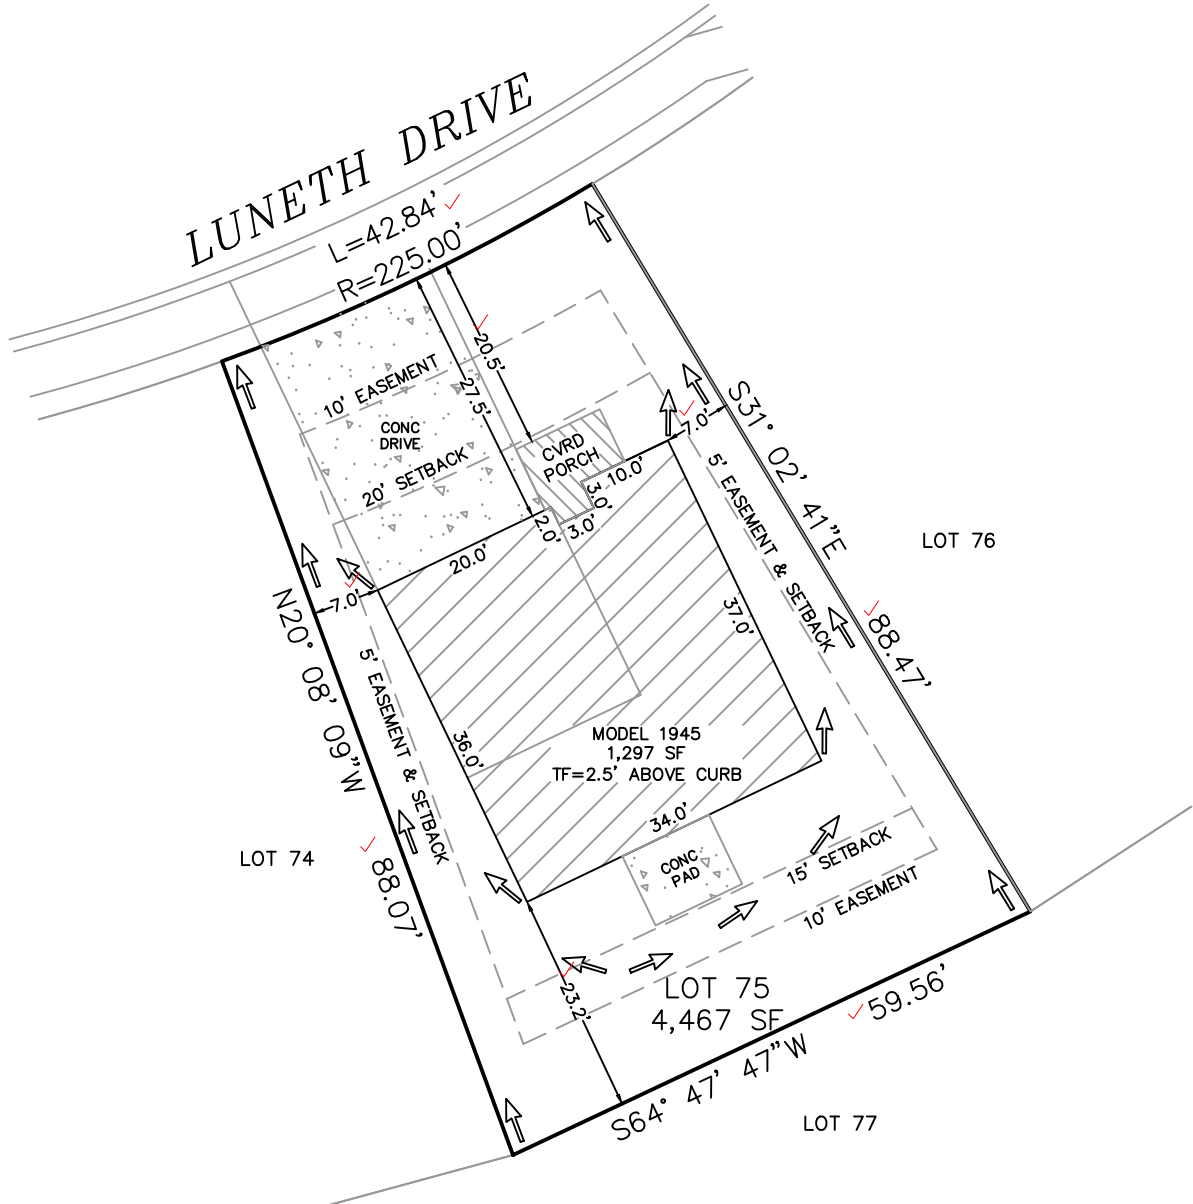 LUNETH DRIVE
L=42.84'
R=225.00'
20.5'
10' EASEMENT
27.5'
CONC
DRIVE
20' SETBACK
CVRD
PORCH
10.0'
3.0'
3.0'
2.0'
20.0'
7.0'
7.0'
S31° 02' 41"E
88.47'
5' EASEMENT & SETBACK
LOT 76
N20° 08' 09"W
88.07'
5' EASEMENT & SETBACK
37.0'
36.0'
MODEL 1945
1,297 SF
TF=2.5' ABOVE CURB
34.0'
CONC
PAD
15' SETBACK
10' EASEMENT
LOT 74
23.2'
LOT 75
4,467 SF
59.56'
S64° 47' 47"W
LOT 77